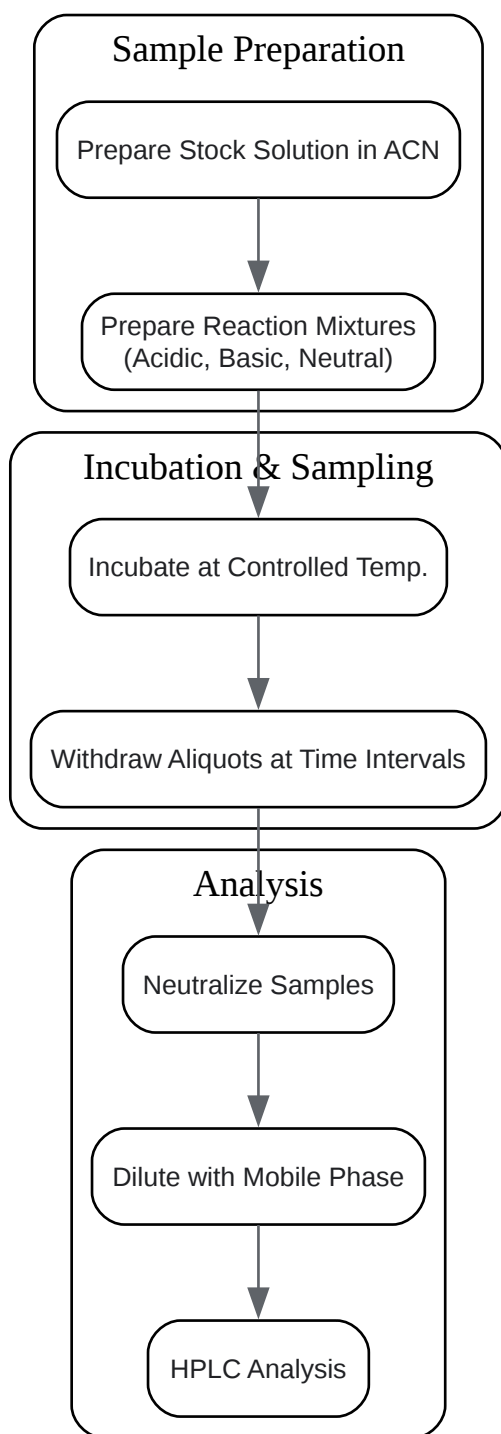 Sample Preparation
Prepare Stock Solution in ACN
Prepare Reaction Mixtures
(Acidic, Basic, Neutral)
Incubation & Sampling
Incubate at Controlled Temp.
Withdraw Aliquots at Time Intervals
Analysis
Neutralize Samples
Dilute with Mobile Phase
HPLC Analysis